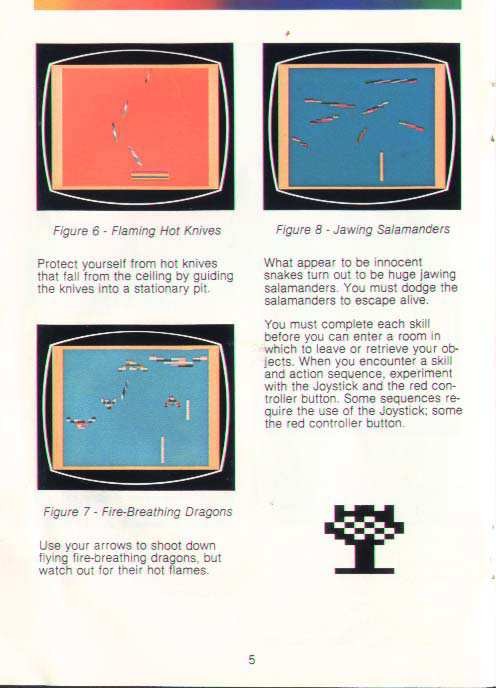 Figure 6 - Flaming Hot Knives
Protect yourself from hot knives
that fall from the ceiling by guiding
the knives into a stationary pit.
Figure 7 - Fire-Breathing Dragons
Use your arrows to shoot down
flying fire-breathing dragons, but
watch out for their hot flames.
Figure 8 - Jawing Salamanders
What appear to be innocent
snakes turn out to be huge jawing
salamanders. You must dodge the
salamanders to escape alive.
You must complete each skill
before you can enter a room in
which to leave or retrieve your ob-
jects. When you encounter a skill
and action sequence, experiment
with the Joystick and the red con-
troller button. Some sequences re-
quire the use of the Joystick; some
the red controller button.
5